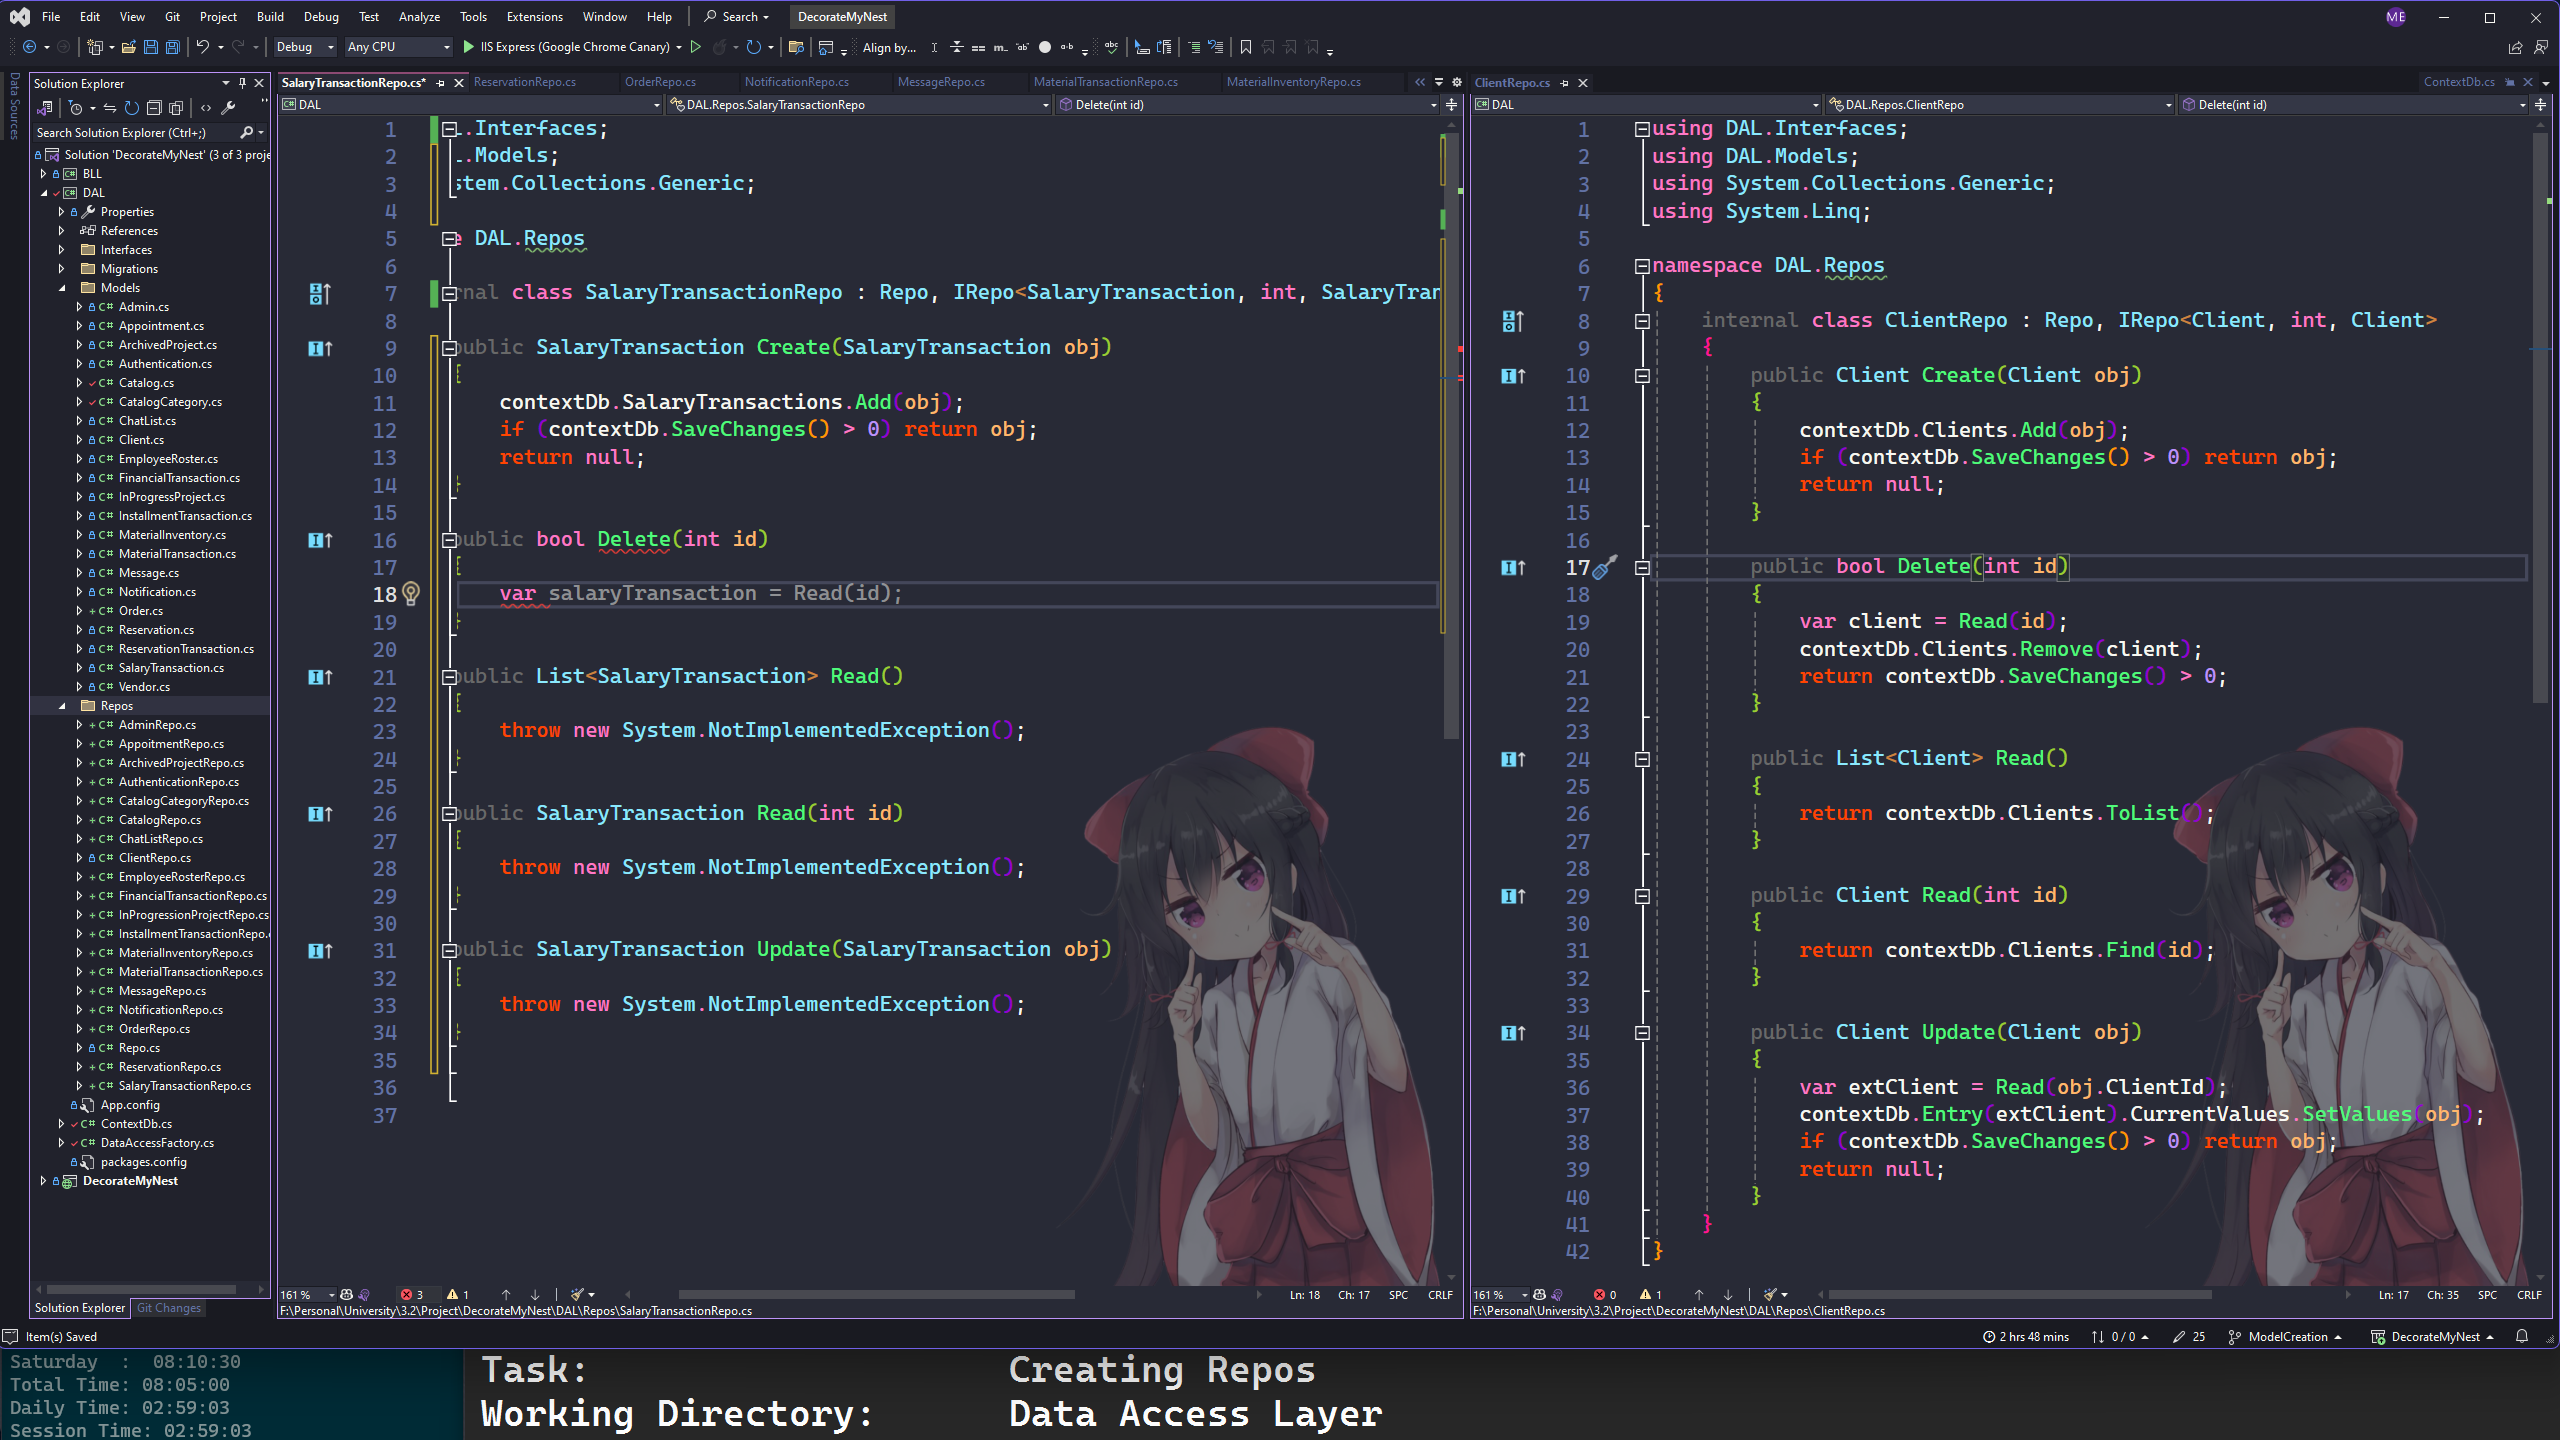 File Edit View Git Project Build Debug Test Analyze Tools Extensions Window Help Search DecorateMyNest ME
Debug Any CPU IIS Express (Google Chrome Canary) Align by...
Data Sources
Solution Explorer
Search Solution Explorer (Ctrl+;)
Solution 'DecorateMyNest' (3 of 3 proje
BLL
C# DAL
Properties
References
Interfaces
Migrations
Models
C# Admin.cs
C# Appointment.cs
C# ArchivedProject.cs
C# Authentication.cs
C# Catalog.cs
C# CatalogCategory.cs
C# ChatList.cs
C# Client.cs
C# EmployeeRoster.cs
C# FinancialTransaction.cs
C# InProgressProject.cs
C# InstallmentTransaction.cs
C# MaterialInventory.cs
C# MaterialTransaction.cs
C# Message.cs
C# Notification.cs
C# Order.cs
C# Reservation.cs
C# ReservationTransaction.cs
C# SalaryTransaction.cs
C# Vendor.cs
Repos
C# AdminRepo.cs
C# AppoitmentRepo.cs
C# ArchivedProjectRepo.cs
C# AuthenticationRepo.cs
C# CatalogCategoryRepo.cs
C# CatalogRepo.cs
C# ChatListRepo.cs
C# ClientRepo.cs
C# EmployeeRosterRepo.cs
C# FinancialTransactionRepo.cs
C# InProgressionProjectRepo.cs
C# InstallmentTransactionRepo.c
C# MaterialInventoryRepo.cs
C# MaterialTransactionRepo.cs
C# MessageRepo.cs
C# NotificationRepo.cs
C# OrderRepo.cs
C# Repo.cs
C# ReservationRepo.cs
C# SalaryTransactionRepo.cs
App.config
C# ContextDb.cs
C# DataAccessFactory.cs
packages.config
DecorateMyNest
Solution Explorer Git Changes
SalaryTransactionRepo.cs* ReservationRepo.cs OrderRepo.cs NotificationRepo.cs MessageRepo.cs MaterialTransactionRepo.cs MaterialInventoryRepo.cs
C# DAL DAL.Repos.SalaryTransactionRepo Delete(int id)
1 L.Interfaces;
2 L.Models;
3 stem.Collections.Generic;
4
5 e DAL.Repos
6
7 rnal class SalaryTransactionRepo : Repo, IRepo<SalaryTransaction, int, SalaryTran
8
9 public SalaryTransaction Create(SalaryTransaction obj)
10 {
11 contextDb.SalaryTransactions.Add(obj);
12 if (contextDb.SaveChanges() > 0) return obj;
13 return null;
14 }
15
16 public bool Delete(int id)
17 {
18 var salaryTransaction = Read(id);
19 }
20
21 public List<SalaryTransaction> Read()
22 {
23 throw new System.NotImplementedException();
24 }
25
26 public SalaryTransaction Read(int id)
27 {
28 throw new System.NotImplementedException();
29 }
30
31 public SalaryTransaction Update(SalaryTransaction obj)
32 {
33 throw new System.NotImplementedException();
34 }
35
36
37
161 % 3 1 Ln: 18 Ch: 17 SPC CRLF
F:\Personal\University\3.2\Project\DecorateMyNest\DAL\Repos\SalaryTransactionRepo.cs
ClientRepo.cs ContextDb.cs
C# DAL DAL.Repos.ClientRepo Delete(int id)
1 using DAL.Interfaces;
2 using DAL.Models;
3 using System.Collections.Generic;
4 using System.Linq;
5
6 namespace DAL.Repos
7 {
8 internal class ClientRepo : Repo, IRepo<Client, int, Client>
9 {
10 public Client Create(Client obj)
11 {
12 contextDb.Clients.Add(obj);
13 if (contextDb.SaveChanges() > 0) return obj;
14 return null;
15 }
16
17 public bool Delete(int id)
18 {
19 var client = Read(id);
20 contextDb.Clients.Remove(client);
21 return contextDb.SaveChanges() > 0;
22 }
23
24 public List<Client> Read()
25 {
26 return contextDb.Clients.ToList();
27 }
28
29 public Client Read(int id)
30 {
31 return contextDb.Clients.Find(id);
32 }
33
34 public Client Update(Client obj)
35 {
36 var extClient = Read(obj.ClientId);
37 contextDb.Entry(extClient).CurrentValues.SetValues(obj);
38 if (contextDb.SaveChanges() > 0) return obj;
39 return null;
40 }
41 }
42 }
161 % 0 1 Ln: 17 Ch: 35 SPC CRLF
F:\Personal\University\3.2\Project\DecorateMyNest\DAL\Repos\ClientRepo.cs
Item(s) Saved 2 hrs 48 mins 0 / 0 25 ModelCreation DecorateMyNest
Saturday : 08:10:30
Total Time: 08:05:00
Daily Time: 02:59:03
Session Time: 02:59:03
Task: Creating Repos
Working Directory: Data Access Layer